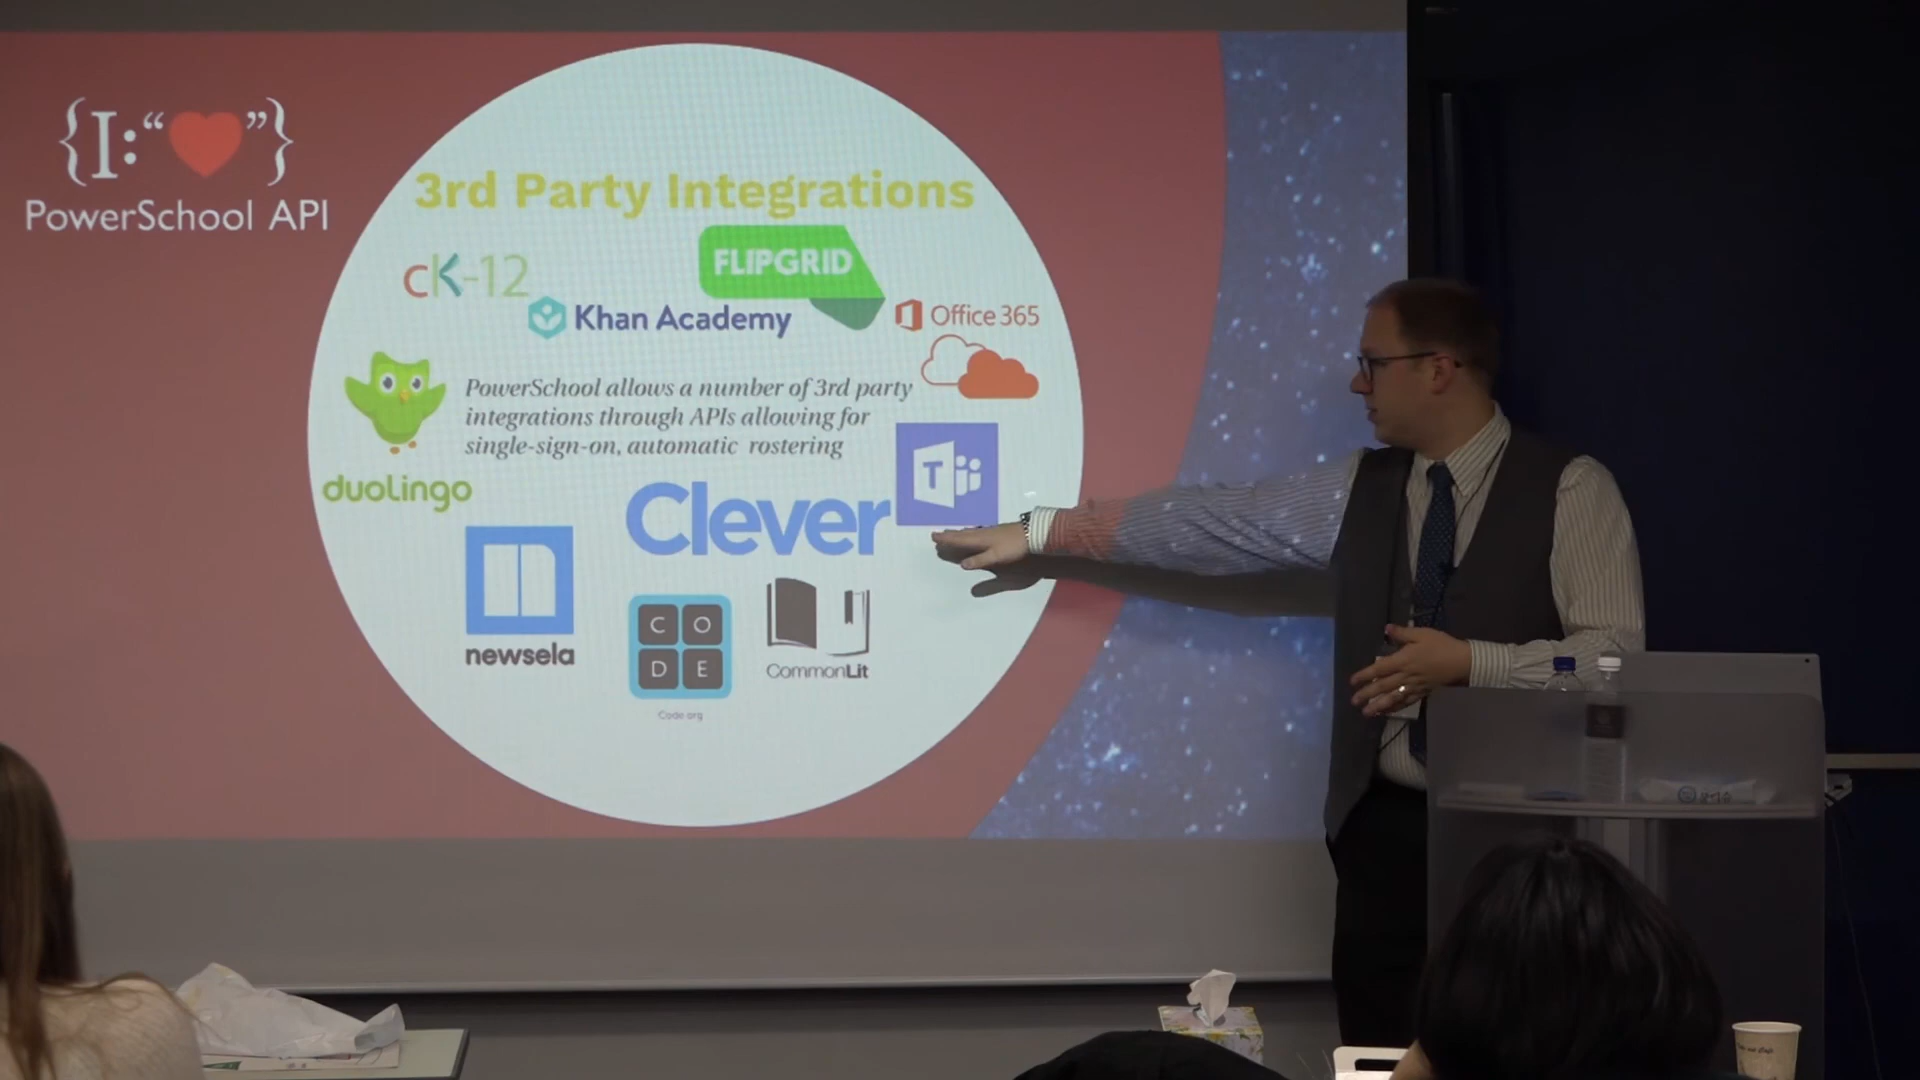 {I:“❤”}
PowerSchool API
3rd Party Integrations
cK-12
FLIPGRID
Khan Academy
Office 365
PowerSchool allows a number of 3rd party
integrations through APIs allowing for
single-sign-on, automatic rostering
T
duolingo
Clever
newsela
C O
D E
Code.org
CommonLit